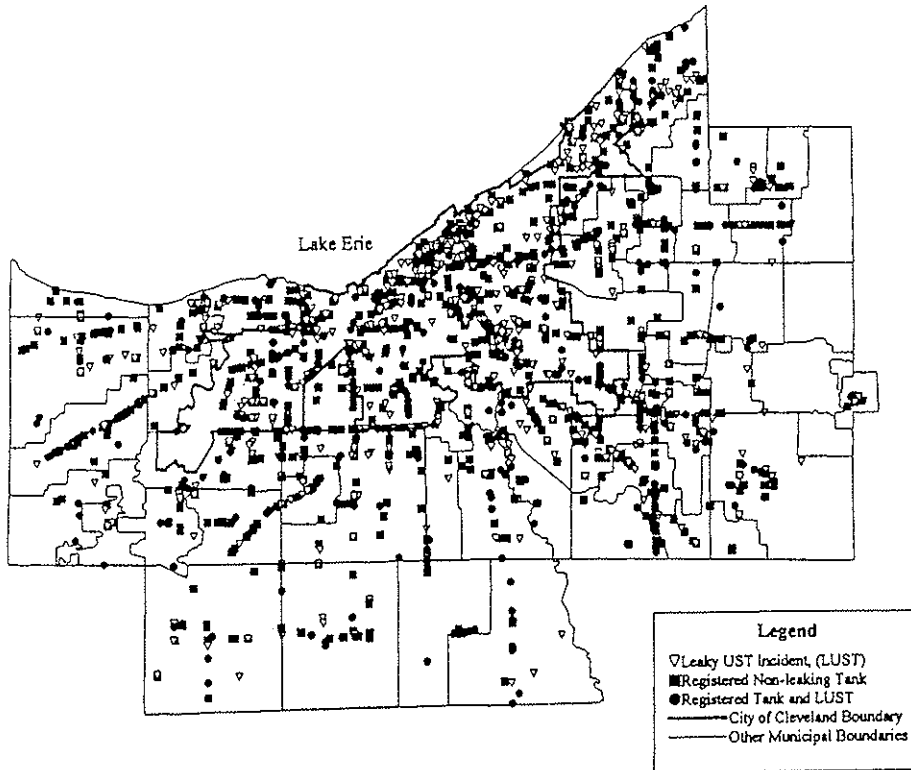 Lake Erie
Legend
Leaky UST Incident, (LUST)
Registered Non-leaking Tank
Registered Tank and LUST
City of Cleveland Boundary
Other Municipal Boundaries